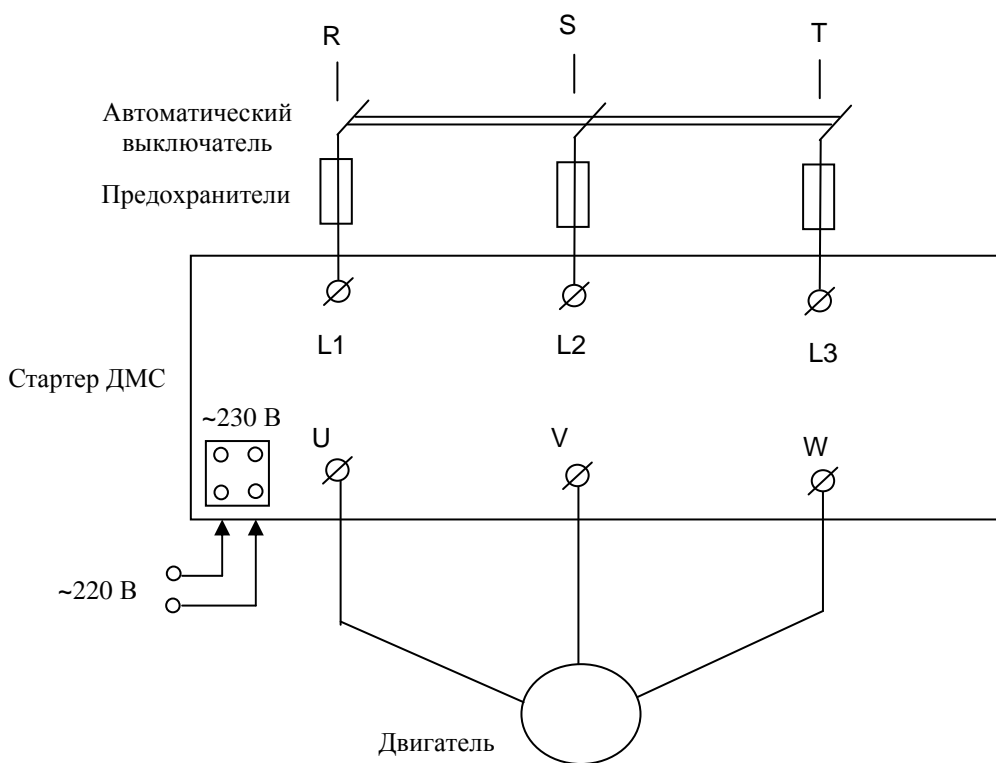 R
S
T
Автоматический
выключатель
Предохранители
L1
L2
L3
Стартер ДМС
~230 В
U
V
W
~220 В
Двигатель